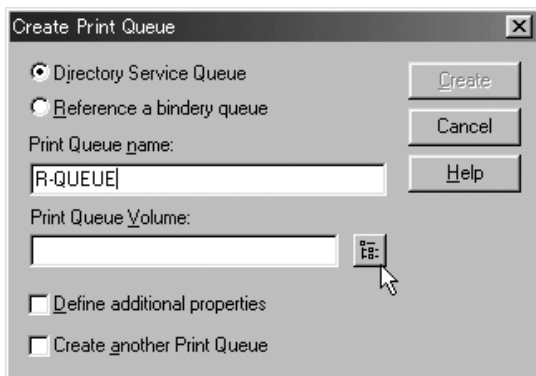 Create Print Queue
Directory Service Queue
Reference a bindery queue
Print Queue name:
R-QUEUE
Print Queue Volume:
Define additional properties
Create another Print Queue
Create
Cancel
Help